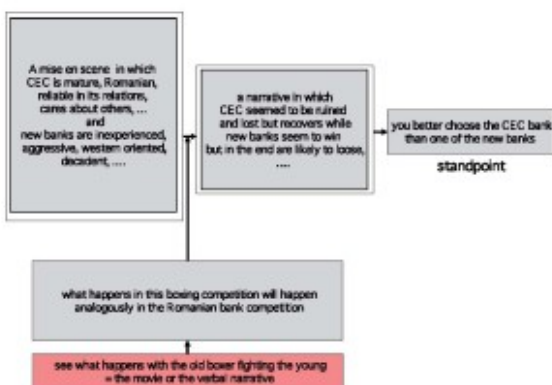 A mise on scene in which
CEC is mature, Romanian,
reliable in its relations,
cares about others, ...
and
new banks are inexperienced,
aggressive, western oriented,
decadent, ....
a narrative in which
CEC seemed to be ruined
and lost but recovers while
new banks seem to win
but in the end are likely to loose,
....
you better choose the CEC bank
than one of the new banks
standpoint
what happens in this boxing competition will happen
analogously in the Romanian bank competition
see what happens with the old boxer fighting the young
= the movie or the verbal narrative